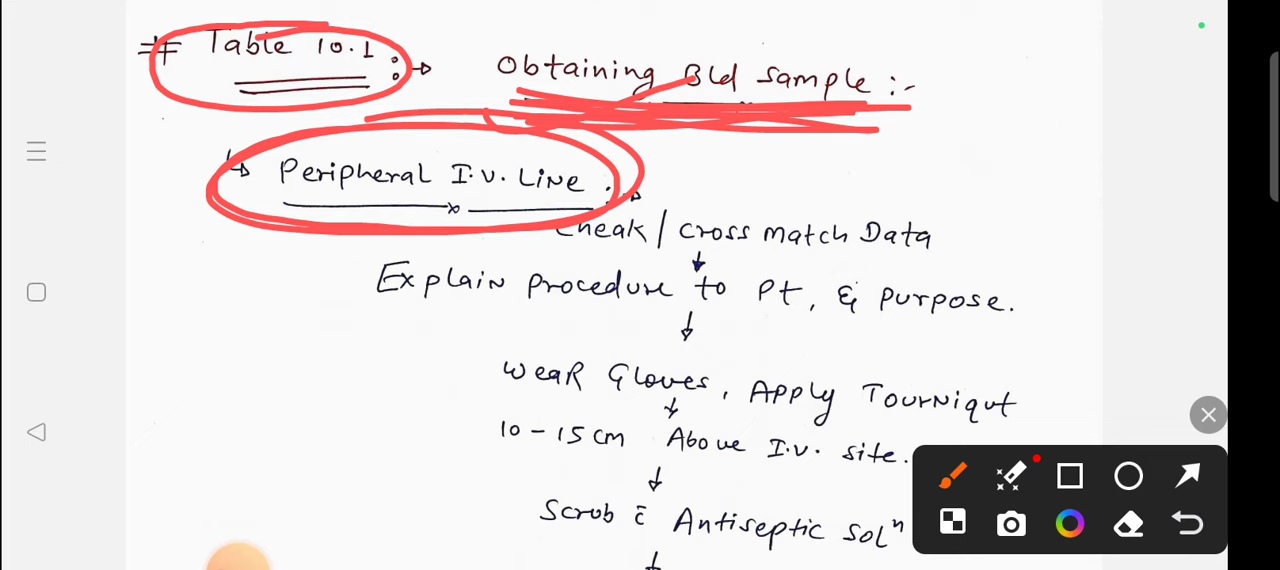 # Table 10.1 :→ Obtaining Bld Sample :-
↳ Peripheral I.V. Line :→
Cheak / Cross match Data
↓
Explain Procedure to Pt, & Purpose.
↓
Wear Gloves, Apply Tourniqut
↓
10-15 cm Above I.V. site.
↓
Scrub c̄ Antiseptic Solⁿ
↓